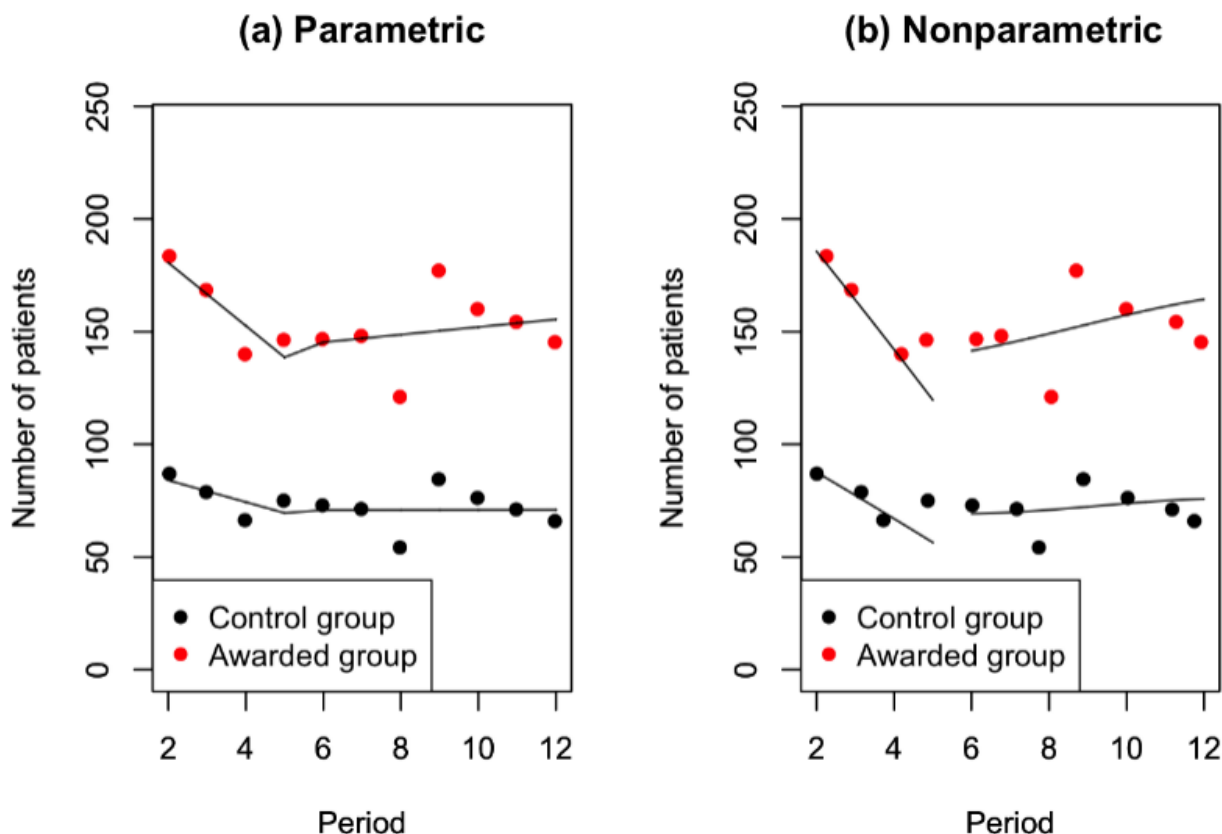 (a) Parametric
Number of patients
250
200
150
100
50
0
Control group
Awarded group
2 4 6 8 10 12
Period
(b) Nonparametric
Number of patients
250
200
150
100
50
0
Control group
Awarded group
2 4 6 8 10 12
Period